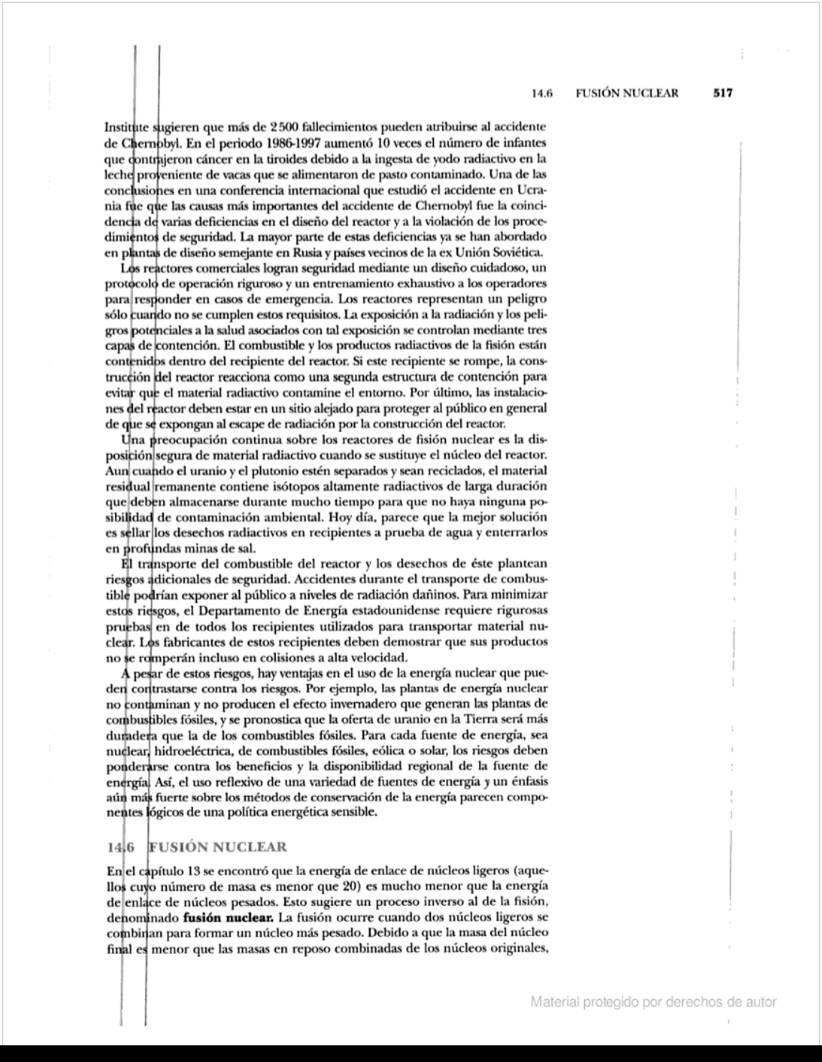 14.6 FUSIÓN NUCLEAR 517
Institute sugieren que más de 2500 fallecimientos pueden atribuirse al accidente
de Chernobyl. En el periodo 1986-1997 aumentó 10 veces el número de infantes
que contrajeron cáncer en la tiroides debido a la ingesta de yodo radiactivo en la
leche proveniente de vacas que se alimentaron de pasto contaminado. Una de las
conclusiones en una conferencia internacional que estudió el accidente en Ucra-
nia fue que las causas más importantes del accidente de Chernobyl fue la coinci-
dencia de varias deficiencias en el diseño del reactor y a la violación de los proce-
dimientos de seguridad. La mayor parte de estas deficiencias ya se han abordado
en plantas de diseño semejante en Rusia y países vecinos de la ex Unión Soviética.
Los reactores comerciales logran seguridad mediante un diseño cuidadoso, un
protocolo de operación riguroso y un entrenamiento exhaustivo a los operadores
para responder en casos de emergencia. Los reactores representan un peligro
sólo cuando no se cumplen estos requisitos. La exposición a la radiación y los peli-
gros potenciales a la salud asociados con tal exposición se controlan mediante tres
capas de contención. El combustible y los productos radiactivos de la fisión están
contenidos dentro del recipiente del reactor. Si este recipiente se rompe, la cons-
trucción del reactor reacciona como una segunda estructura de contención para
evitar que el material radiactivo contamine el entorno. Por último, las instalacio-
nes del reactor deben estar en un sitio alejado para proteger al público en general
de que se expongan al escape de radiación por la construcción del reactor.
Una preocupación continua sobre los reactores de fisión nuclear es la dis-
posición segura de material radiactivo cuando se sustituye el núcleo del reactor.
Aun cuando el uranio y el plutonio estén separados y sean reciclados, el material
residual remanente contiene isótopos altamente radiactivos de larga duración
que deben almacenarse durante mucho tiempo para que no haya ninguna po-
sibilidad de contaminación ambiental. Hoy día, parece que la mejor solución
es sellar los desechos radiactivos en recipientes a prueba de agua y enterrarlos
en profundas minas de sal.
El transporte del combustible del reactor y los desechos de éste plantean
riesgos adicionales de seguridad. Accidentes durante el transporte de combus-
tible podrían exponer al público a niveles de radiación dañinos. Para minimizar
estos riesgos, el Departamento de Energía estadounidense requiere rigurosas
pruebas en de todos los recipientes utilizados para transportar material nu-
clear. Los fabricantes de estos recipientes deben demostrar que sus productos
no se romperán incluso en colisiones a alta velocidad.
A pesar de estos riesgos, hay ventajas en el uso de la energía nuclear que pue-
den contrastarse contra los riesgos. Por ejemplo, las plantas de energía nuclear
no contaminan y no producen el efecto invernadero que generan las plantas de
combustibles fósiles, y se pronostica que la oferta de uranio en la Tierra será más
duradera que la de los combustibles fósiles. Para cada fuente de energía, sea
nuclear, hidroeléctrica, de combustibles fósiles, eólica o solar, los riesgos deben
ponderarse contra los beneficios y la disponibilidad regional de la fuente de
energía. Así, el uso reflexivo de una variedad de fuentes de energía y un énfasis
aún más fuerte sobre los métodos de conservación de la energía parecen compo-
nentes lógicos de una política energética sensible.
14.6 FUSIÓN NUCLEAR
En el capítulo 13 se encontró que la energía de enlace de núcleos ligeros (aque-
llos cuyo número de masa es menor que 20) es mucho menor que la energía
de enlace de núcleos pesados. Esto sugiere un proceso inverso al de la fisión,
denominado fusión nuclear. La fusión ocurre cuando dos núcleos ligeros se
combinan para formar un núcleo más pesado. Debido a que la masa del núcleo
final es menor que las masas en reposo combinadas de los núcleos originales,
Material protegido por derechos de autor